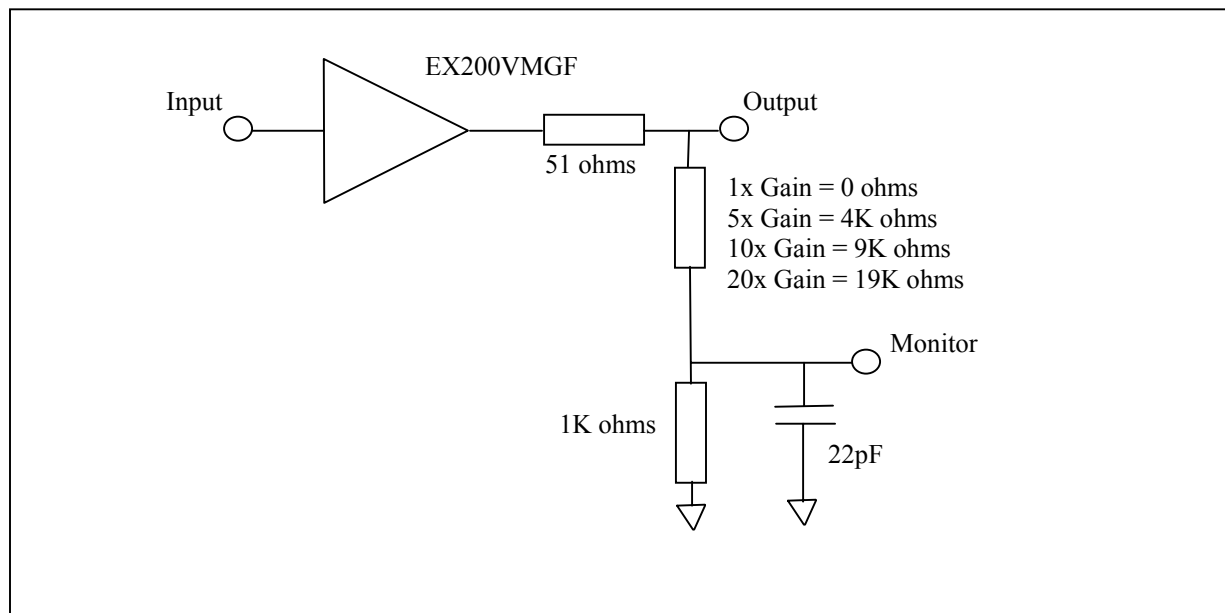 EX200VMGF
Input
Output
51 ohms
1x Gain = 0 ohms
5x Gain = 4K ohms
10x Gain = 9K ohms
20x Gain = 19K ohms
Monitor
1K ohms
22pF